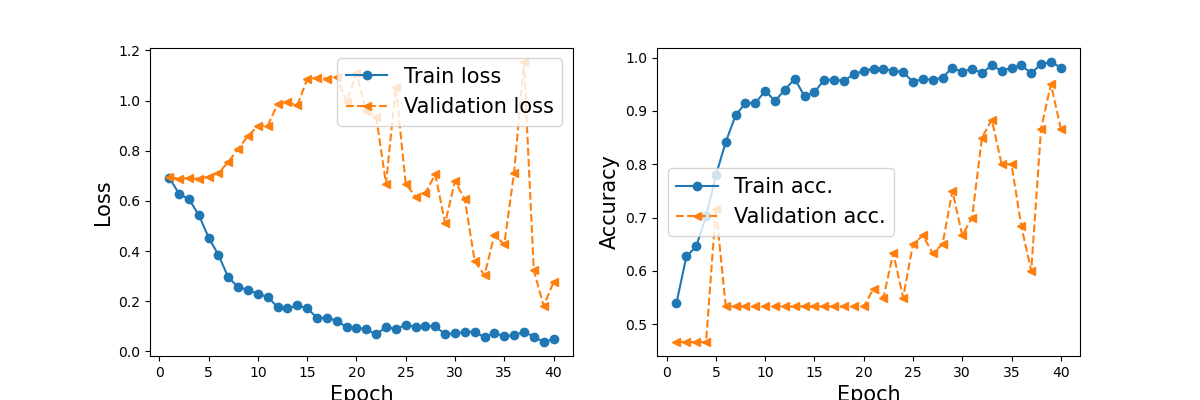 1.2
1.0
0.8
0.6
0.4
0.2
0.0
Loss
Train loss
Validation loss
0 5 10 15 20 25 30 35 40
Epoch
1.0
0.9
0.8
0.7
0.6
0.5
Accuracy
Train acc.
Validation acc.
0 5 10 15 20 25 30 35 40
Epoch